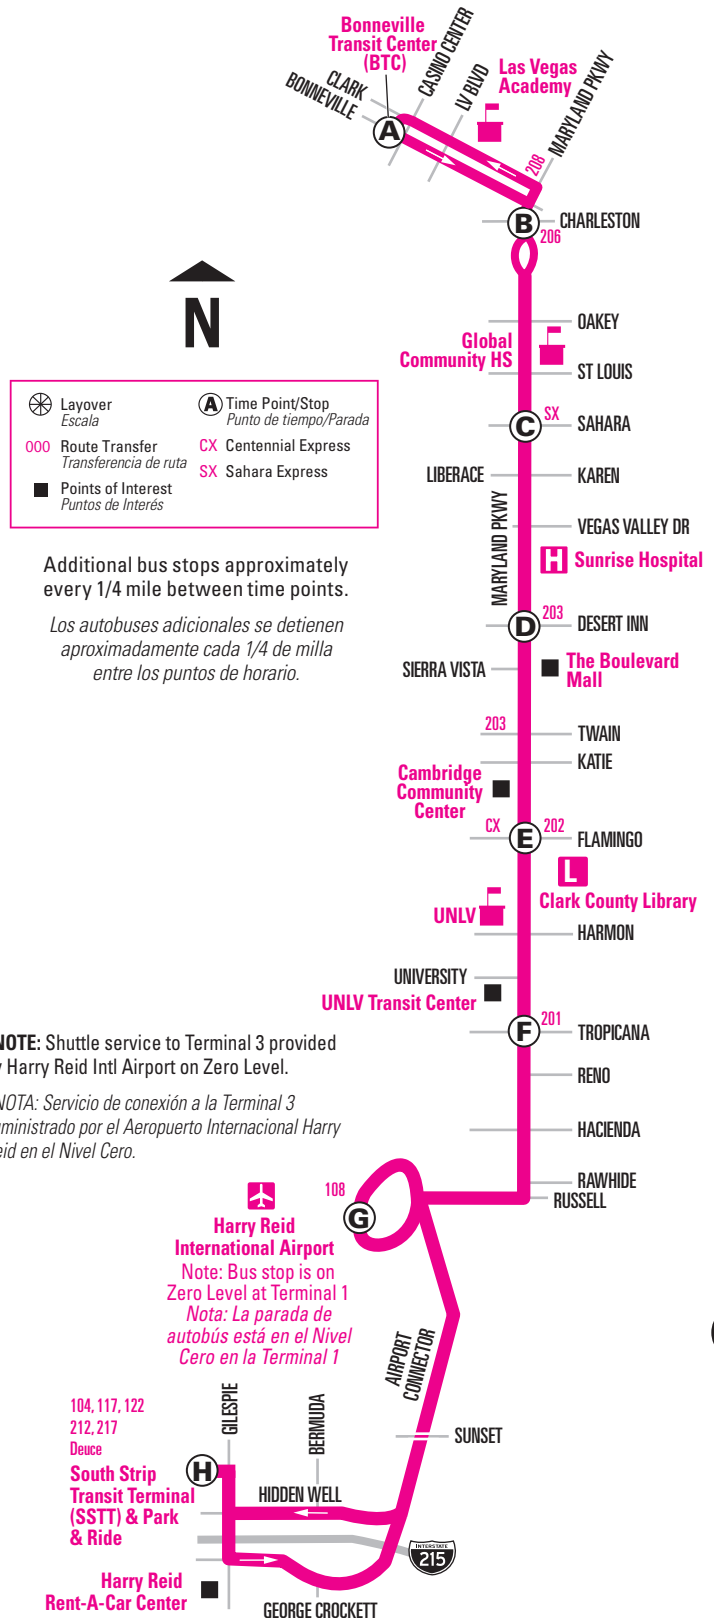 Bonneville
Transit Center
(BTC)
CLARK
BONNEVILLE
CASINO CENTER
LV BLVD
Las Vegas
Academy
MARYLAND PKWY
A
208
B
CHARLESTON
206
N
OAKEY
Global
Community HS
ST LOUIS
Layover
Escala
000 Route Transfer
Transferencia de ruta
Points of Interest
Puntos de Interés
A Time Point/Stop
Punto de tiempo/Parada
CX Centennial Express
SX Sahara Express
C
SX
SAHARA
LIBERACE
KAREN
MARYLAND PKWY
VEGAS VALLEY DR
H Sunrise Hospital
Additional bus stops approximately
every 1/4 mile between time points.
Los autobuses adicionales se detienen
aproximadamente cada 1/4 de milla
entre los puntos de horario.
D
203
DESERT INN
SIERRA VISTA
The Boulevard
Mall
203
TWAIN
KATIE
Cambridge
Community
Center
CX
E
202
FLAMINGO
L
Clark County Library
UNLV
HARMON
UNIVERSITY
UNLV Transit Center
F
201
TROPICANA
NOTE: Shuttle service to Terminal 3 provided
y Harry Reid Intl Airport on Zero Level.
NOTA: Servicio de conexión a la Terminal 3
uministrado por el Aeropuerto Internacional Harry
eid en el Nivel Cero.
RENO
HACIENDA
RAWHIDE
RUSSELL
108
G
Harry Reid
International Airport
Note: Bus stop is on
Zero Level at Terminal 1
Nota: La parada de
autobús está en el Nivel
Cero en la Terminal 1
AIRPORT
CONNECTOR
SUNSET
104, 117, 122
212, 217
Deuce
South Strip
Transit Terminal
(SSTT) & Park
& Ride
GILESPIE
BERMUDA
H
HIDDEN WELL
INTERSTATE
215
Harry Reid
Rent-A-Car Center
GEORGE CROCKETT